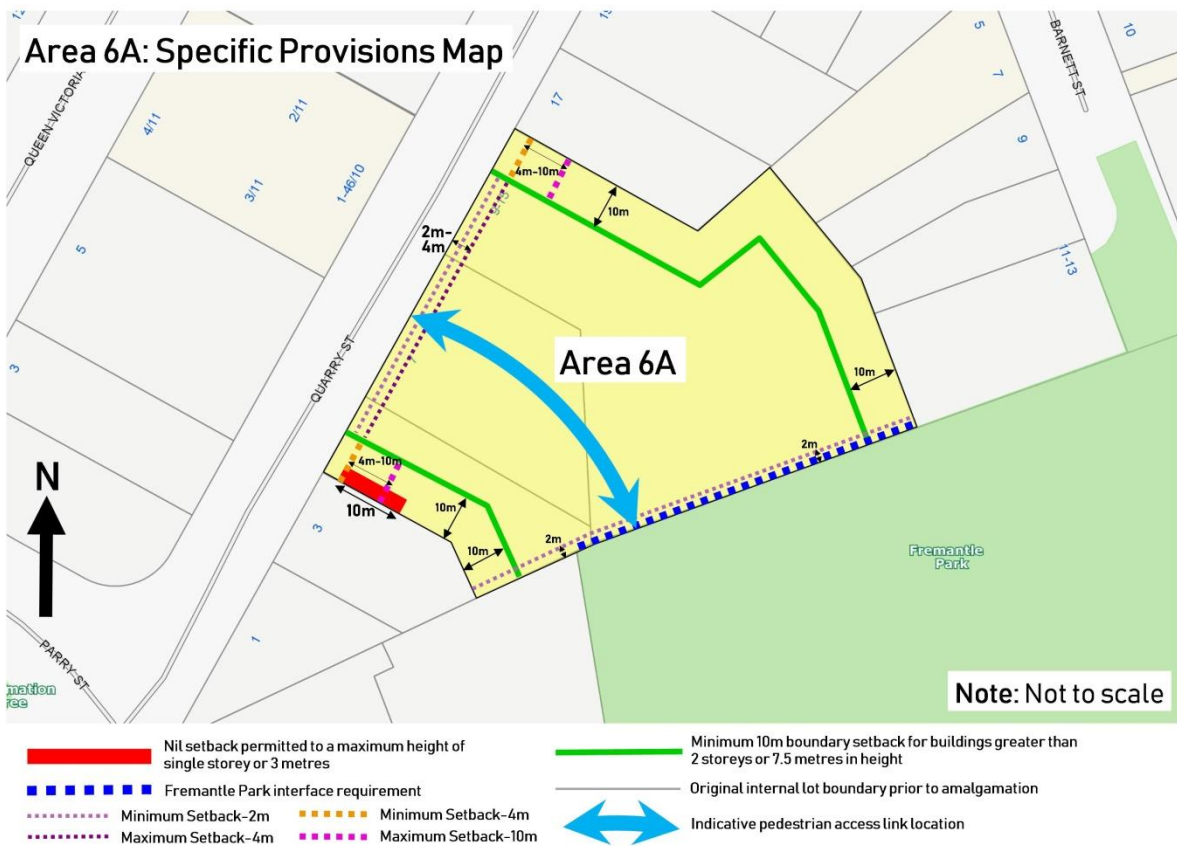 Area 6A: Specific Provisions Map
QUEEN VICTORIA
4/11
2/11
3/11
1-46/10
5
3
17
5
7
9
10
11-13
BARNETT ST
4m-10m
10m
2m-
4m
9-15
QUARRY ST
Area 6A
10m
2m
4m-10m
10m
10m
10m
2m
3
1
N
PARRY ST
Fremantle
Park
mation
ree
Note: Not to scale
Nil setback permitted to a maximum height of
single storey or 3 metres
Fremantle Park interface requirement
Minimum Setback-2m
Maximum Setback-4m
Minimum Setback-4m
Maximum Setback-10m
Minimum 10m boundary setback for buildings greater than
2 storeys or 7.5 metres in height
Original internal lot boundary prior to amalgamation
Indicative pedestrian access link location